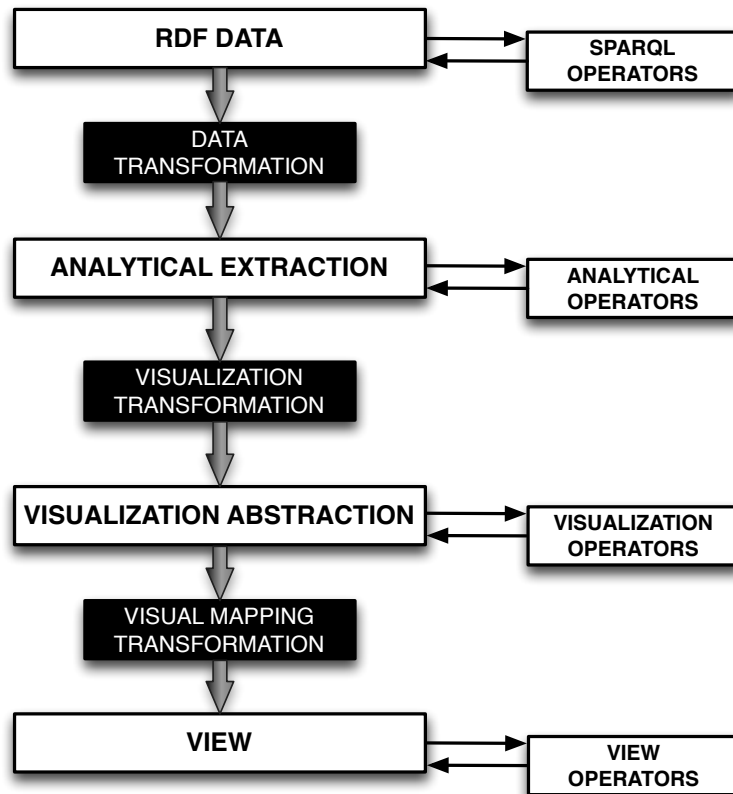 RDF DATA
SPARQL
OPERATORS
DATA
TRANSFORMATION
ANALYTICAL EXTRACTION
ANALYTICAL
OPERATORS
VISUALIZATION
TRANSFORMATION
VISUALIZATION ABSTRACTION
VISUALIZATION
OPERATORS
VISUAL MAPPING
TRANSFORMATION
VIEW
VIEW
OPERATORS